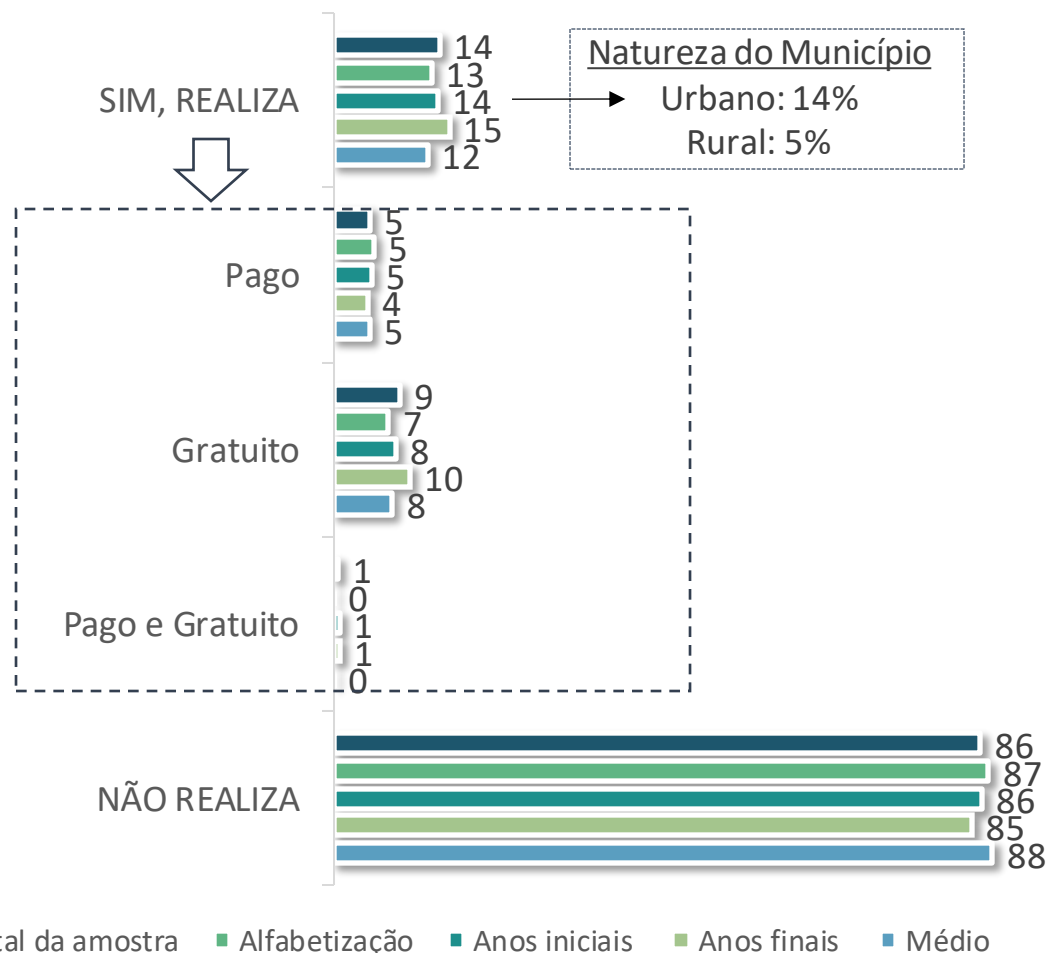 14
13
SIM, REALIZA
14
15
12
Natureza do Município
Urbano: 14%
Rural: 5%
5
5
Pago
5
4
5
9
7
Gratuito
8
10
8
1
0
Pago e Gratuito
1
1
0
86
87
NÃO REALIZA
86
85
88
da amostra Alfabetização Anos iniciais Anos finais Médio